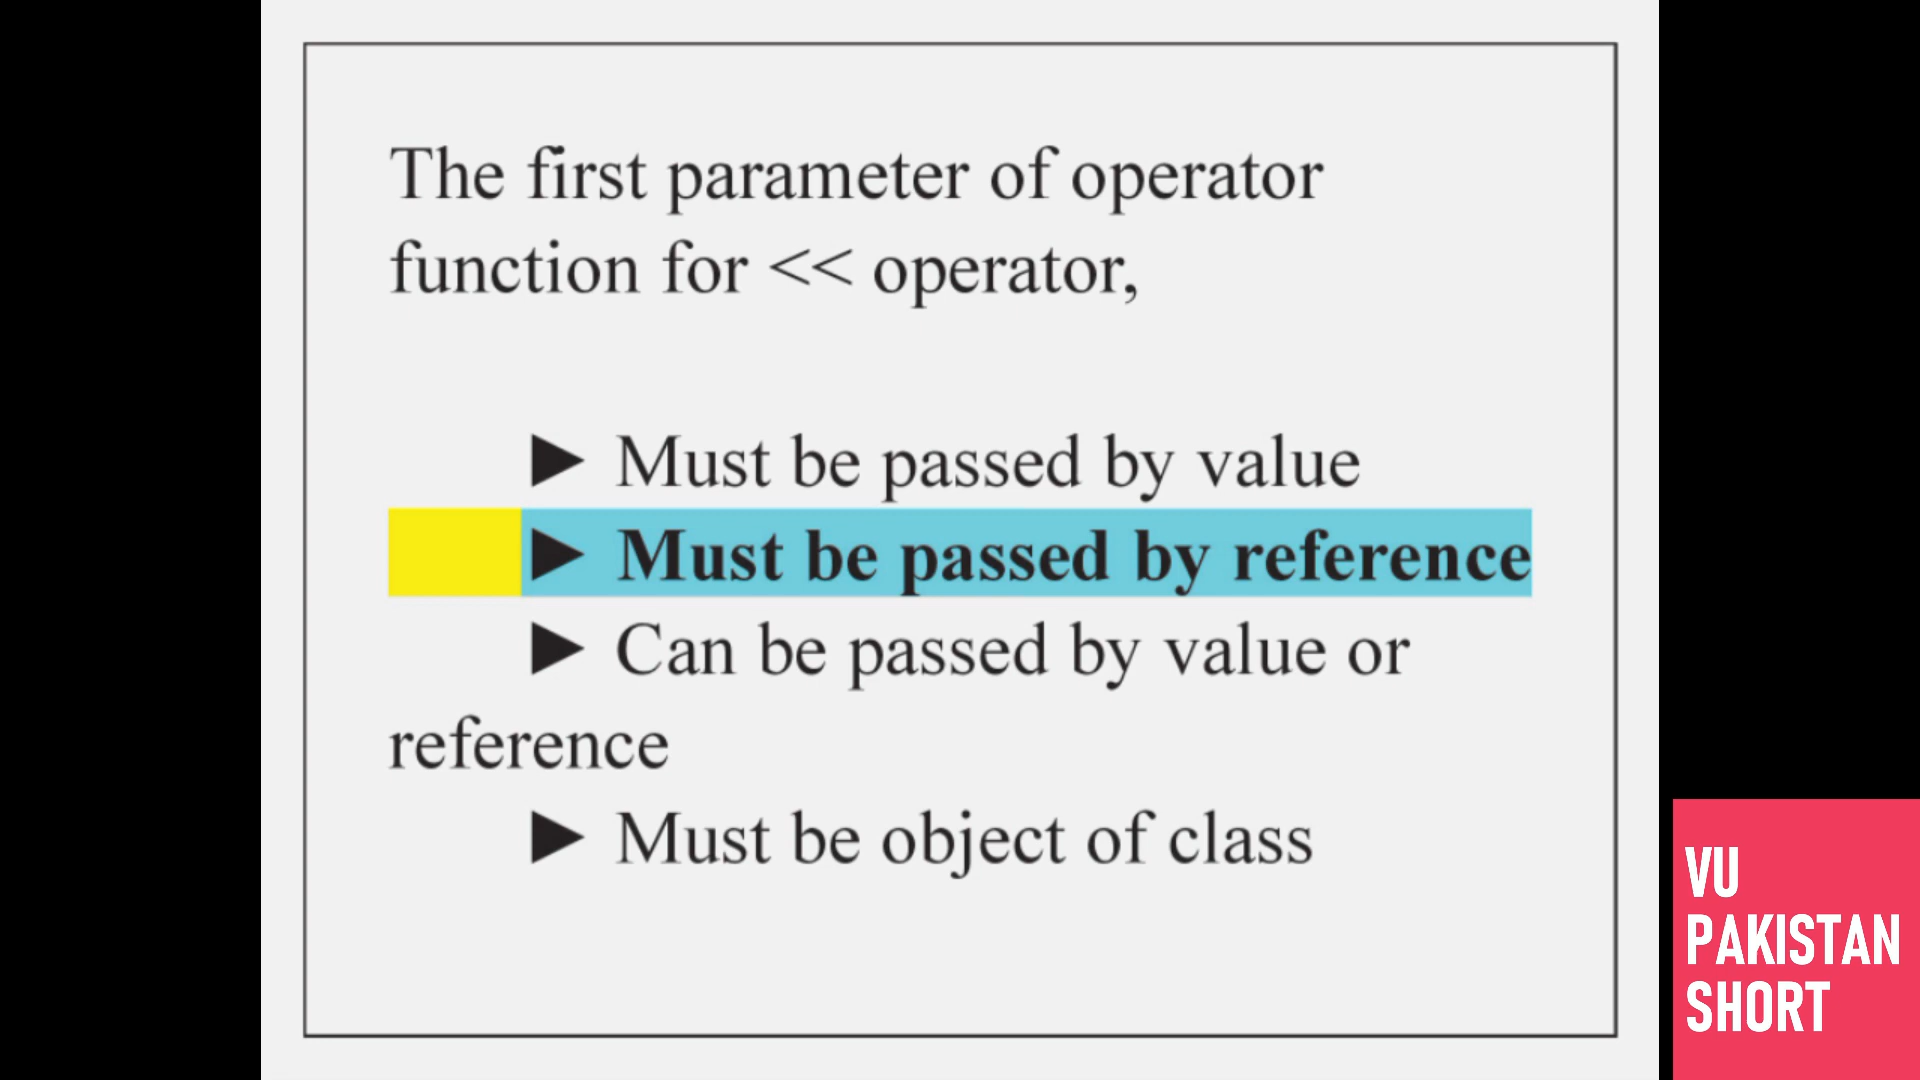 The first parameter of operator
function for << operator,
► Must be passed by value
► Must be passed by reference
► Can be passed by value or
reference
► Must be object of class
VU
PAKISTAN
SHORT